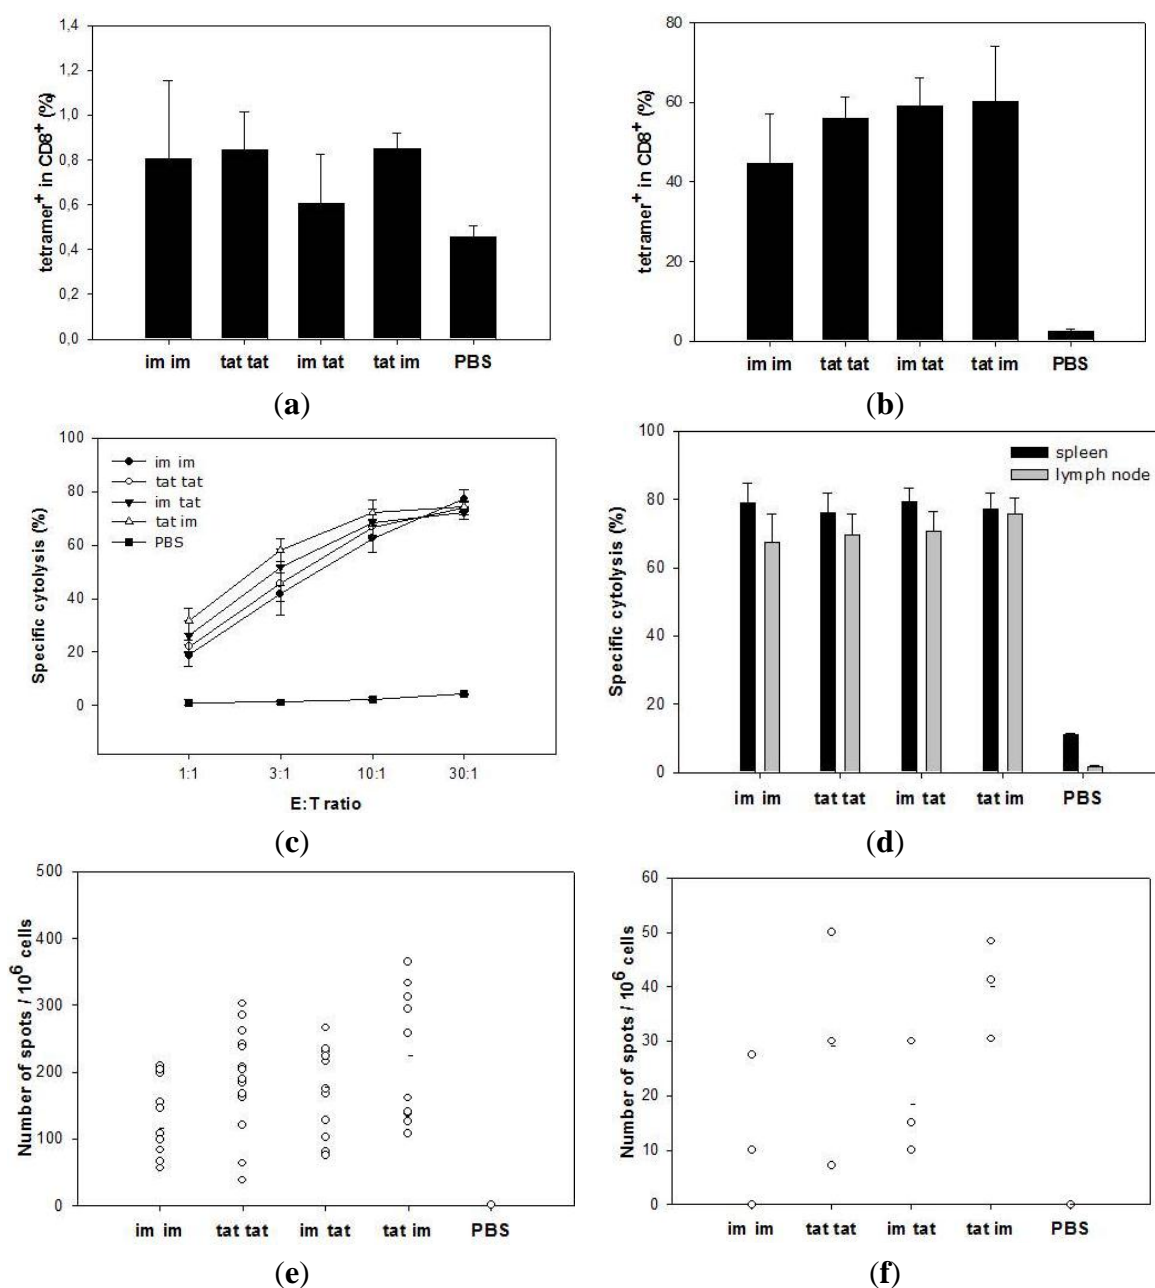 tetramer⁺ in CD8⁺ (%)
1,4
1,2
1,0
0,8
0,6
0,4
0,2
0,0
im im tat tat im tat tat im PBS
(a)
tetramer⁺ in CD8⁺ (%)
80
60
40
20
0
im im tat tat im tat tat im PBS
(b)
Specific cytolysis (%)
100
80
60
40
20
0
im im
tat tat
im tat
tat im
PBS
1:1 3:1 10:1 30:1
E:T ratio
(c)
Specific cytolysis (%)
100
80
60
40
20
0
spleen
lymph node
im im tat tat im tat tat im PBS
(d)
Number of spots / 10⁶ cells
500
400
300
200
100
0
im im tat tat im tat tat im PBS
(e)
Number of spots / 10⁶ cells
60
50
40
30
20
10
0
im im tat tat im tat tat im PBS
(f)